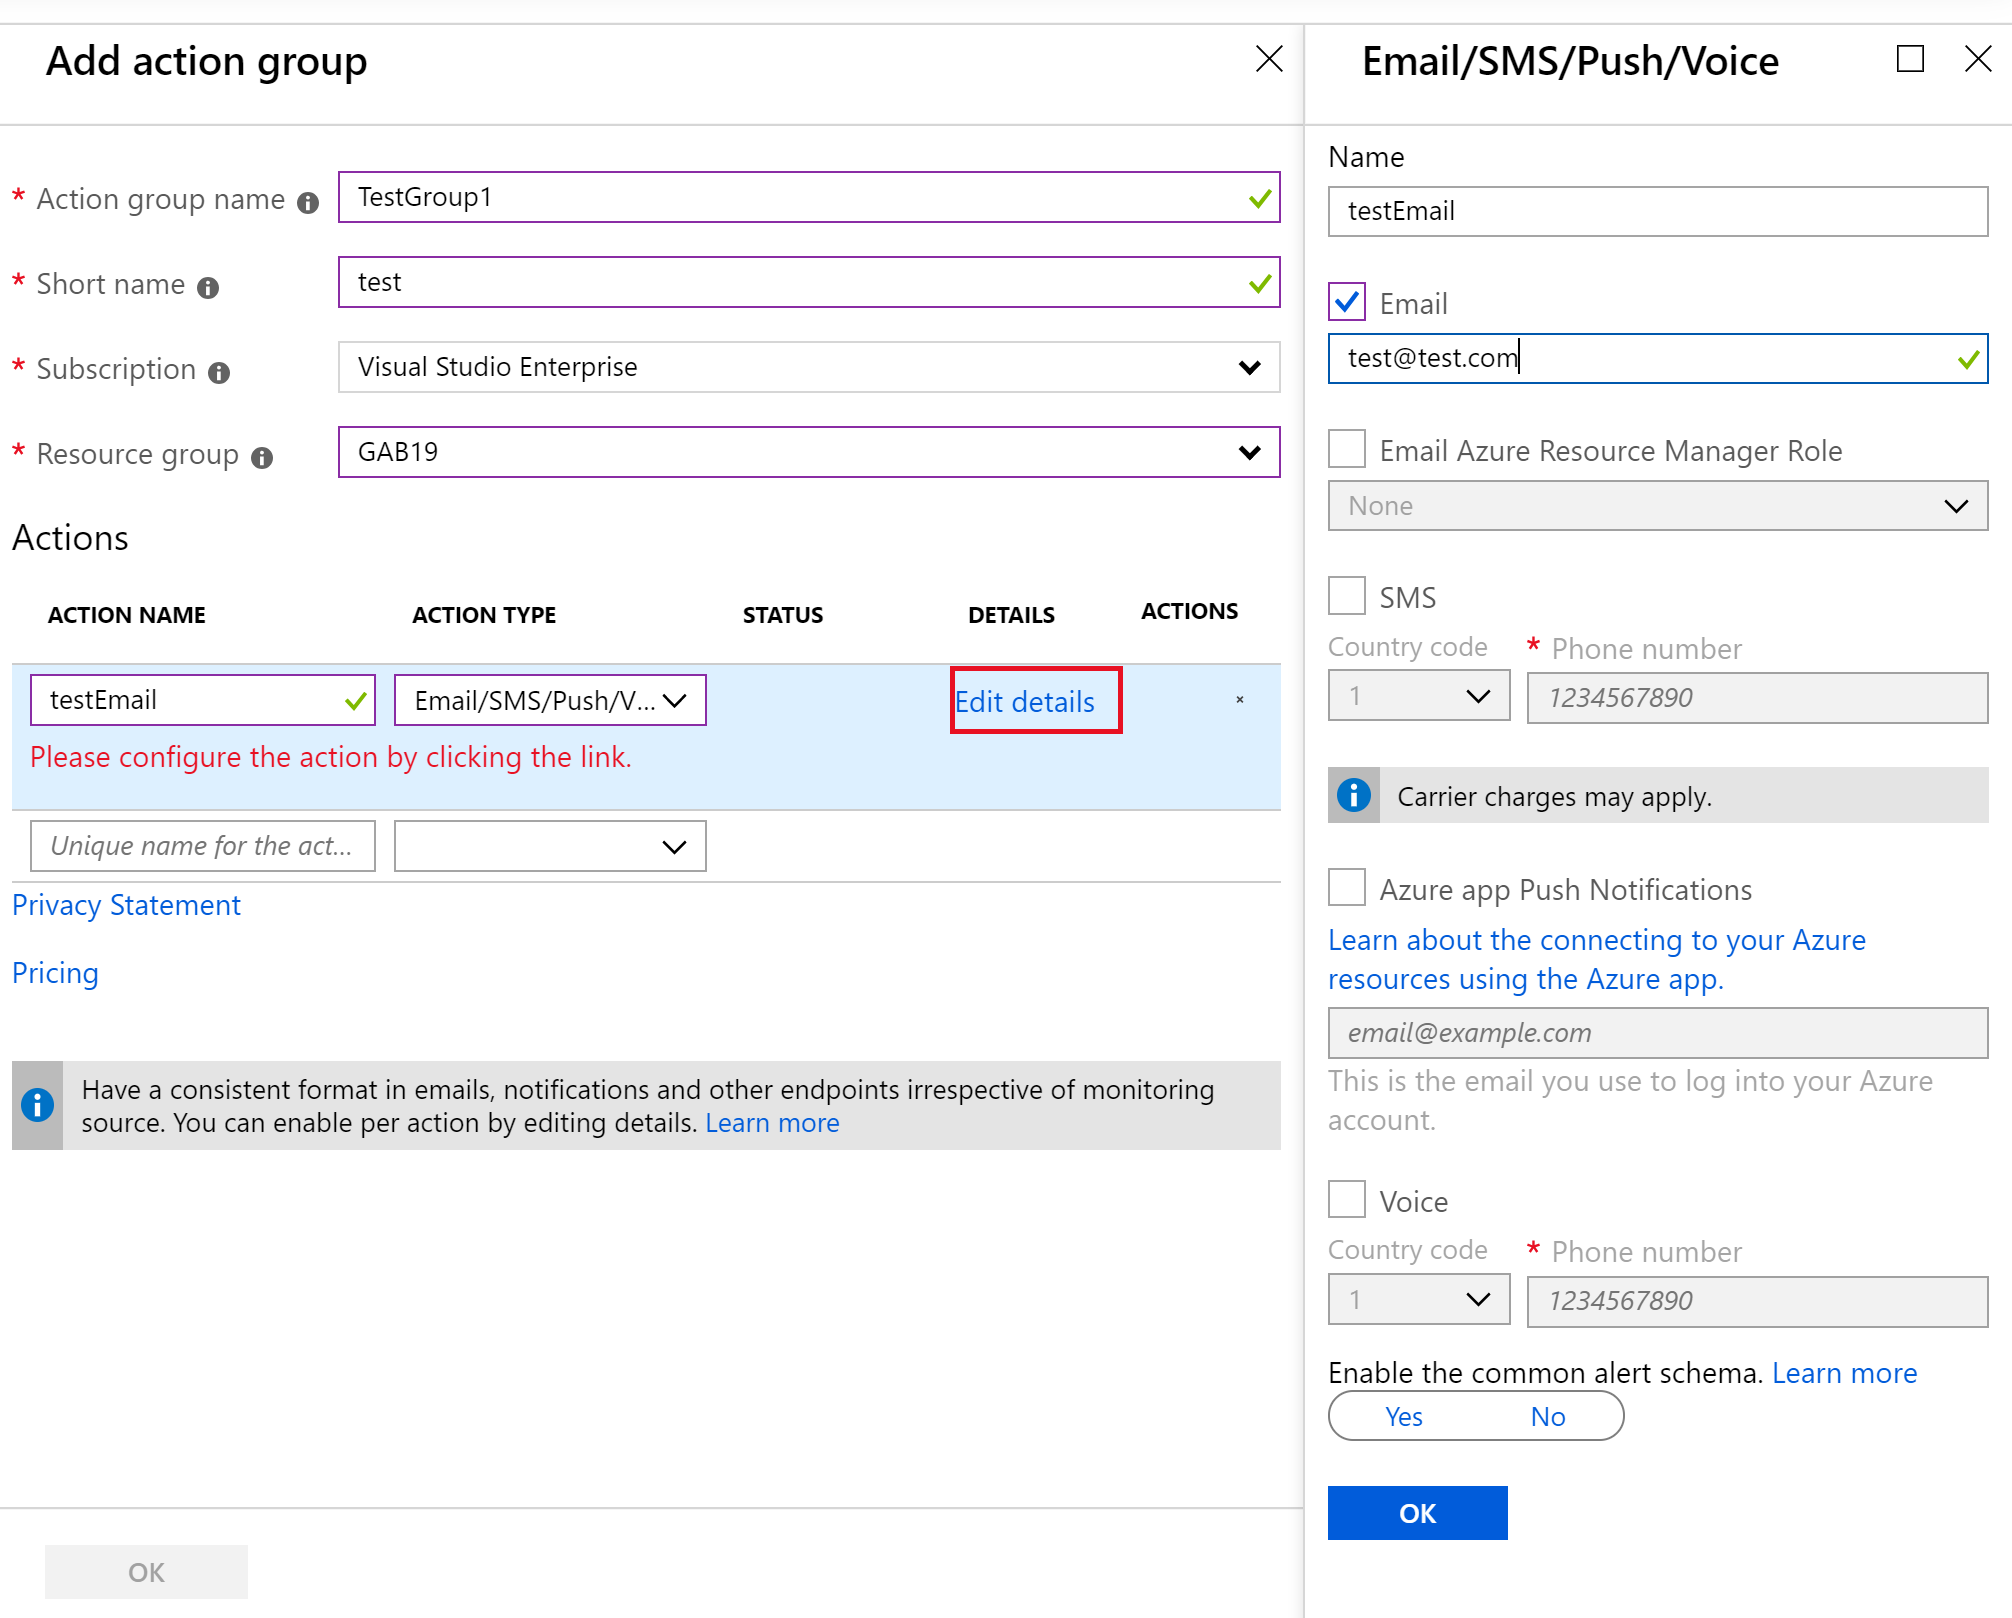 Add action group
* Action group name
TestGroup1
* Short name
test
* Subscription
Visual Studio Enterprise
* Resource group
GAB19
Actions
ACTION NAME ACTION TYPE STATUS DETAILS ACTIONS
testEmail Email/SMS/Push/V... Edit details ×
Please configure the action by clicking the link.
Unique name for the act...
Privacy Statement
Pricing
Have a consistent format in emails, notifications and other endpoints irrespective of monitoring
source. You can enable per action by editing details. Learn more
OK
Email/SMS/Push/Voice
Name
testEmail
Email
test@test.com
Email Azure Resource Manager Role
None
SMS
Country code * Phone number
1 1234567890
Carrier charges may apply.
Azure app Push Notifications
Learn about the connecting to your Azure
resources using the Azure app.
email@example.com
This is the email you use to log into your Azure
account.
Voice
Country code * Phone number
1 1234567890
Enable the common alert schema. Learn more
Yes No
OK